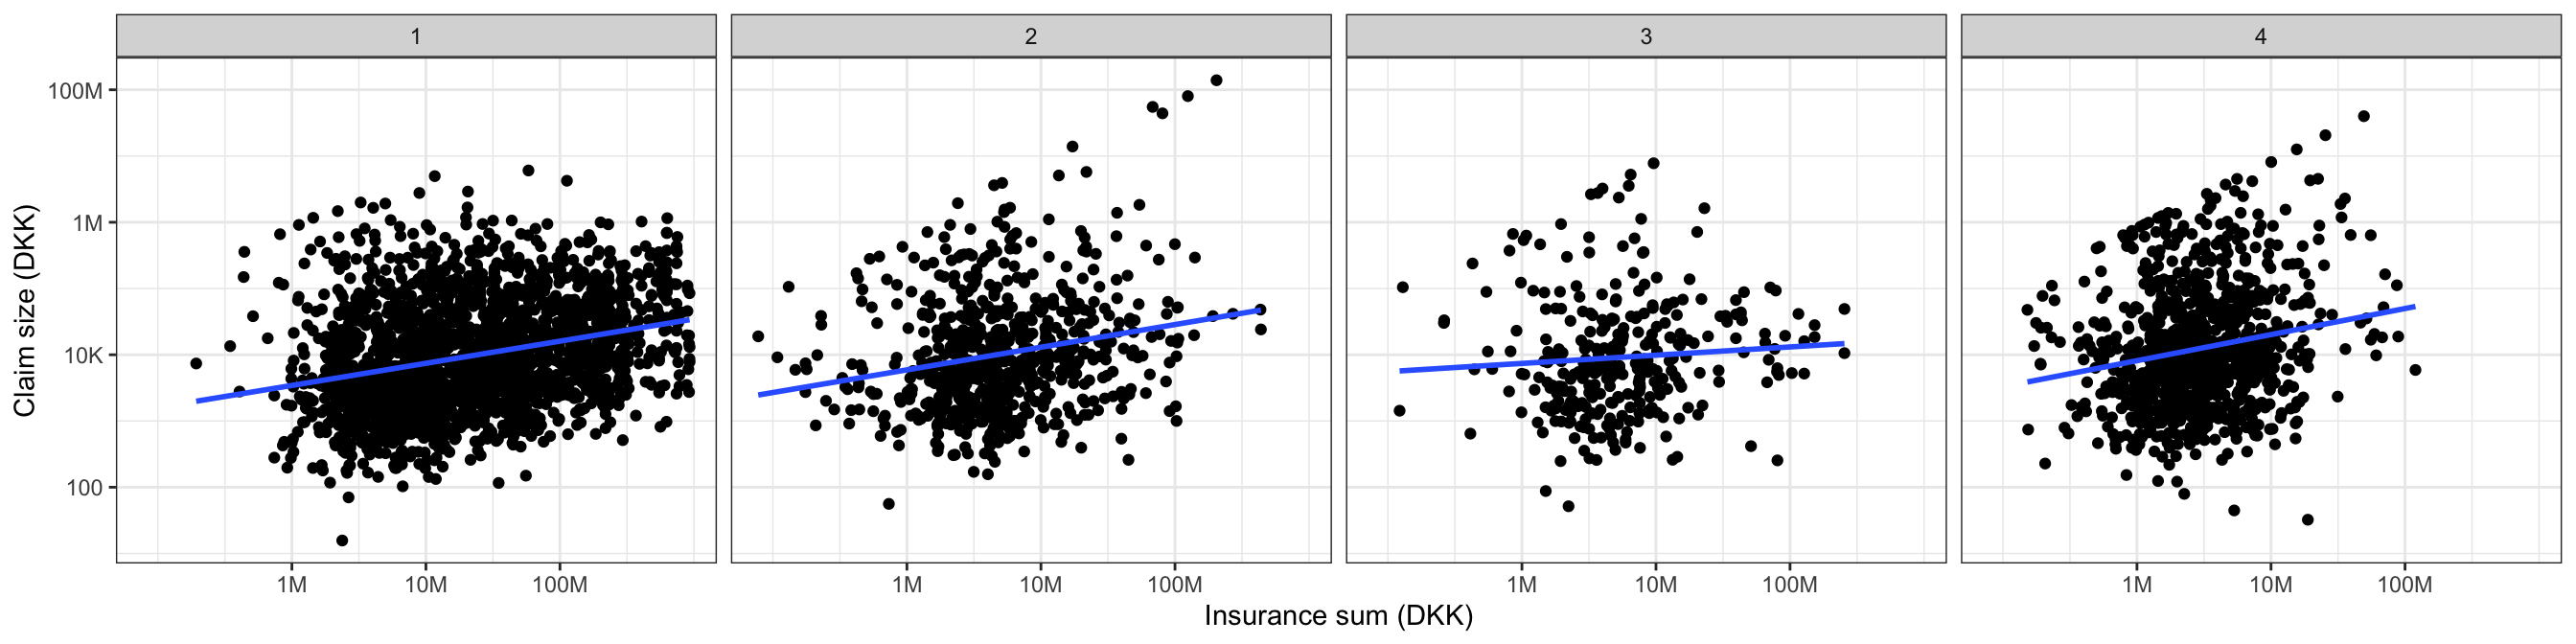 1 2 3 4
100M
1M
10K
100
1M 10M 100M 1M 10M 100M 1M 10M 100M 1M 10M 100M
Claim size (DKK)
Insurance sum (DKK)